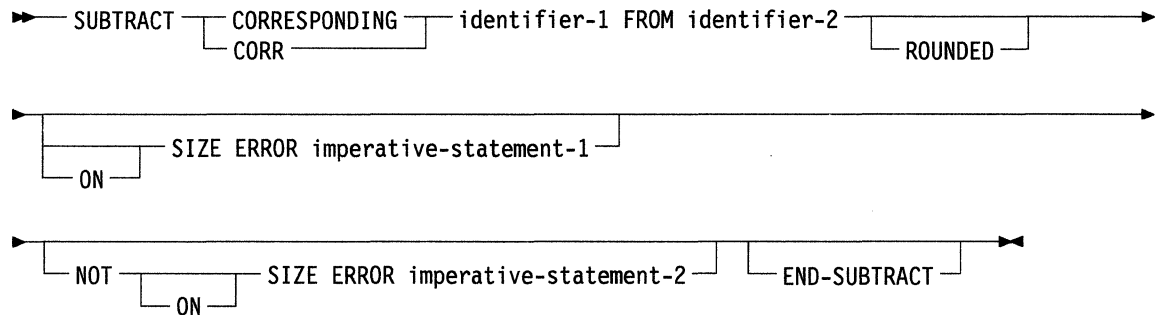 SUBTRACT CORRESPONDING identifier-1 FROM identifier-2
CORR ROUNDED
SIZE ERROR imperative-statement-1
ON
NOT SIZE ERROR imperative-statement-2 END-SUBTRACT
ON